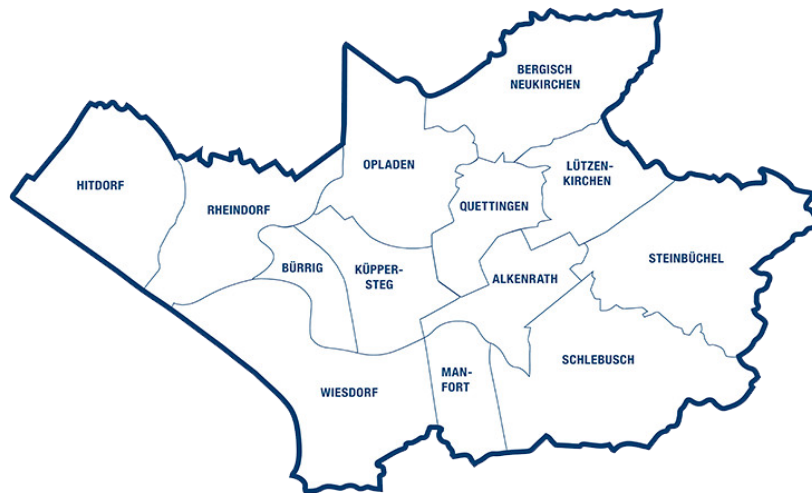 BERGISCH
NEUKIRCHEN
OPLADEN
LÜTZEN-
KIRCHEN
HITDORF
RHEINDORF
QUETTINGEN
STEINBÜCHEL
BÜRRIG
KÜPPER-
STEG
ALKENRATH
SCHLEBUSCH
MAN-
FORT
WIESDORF